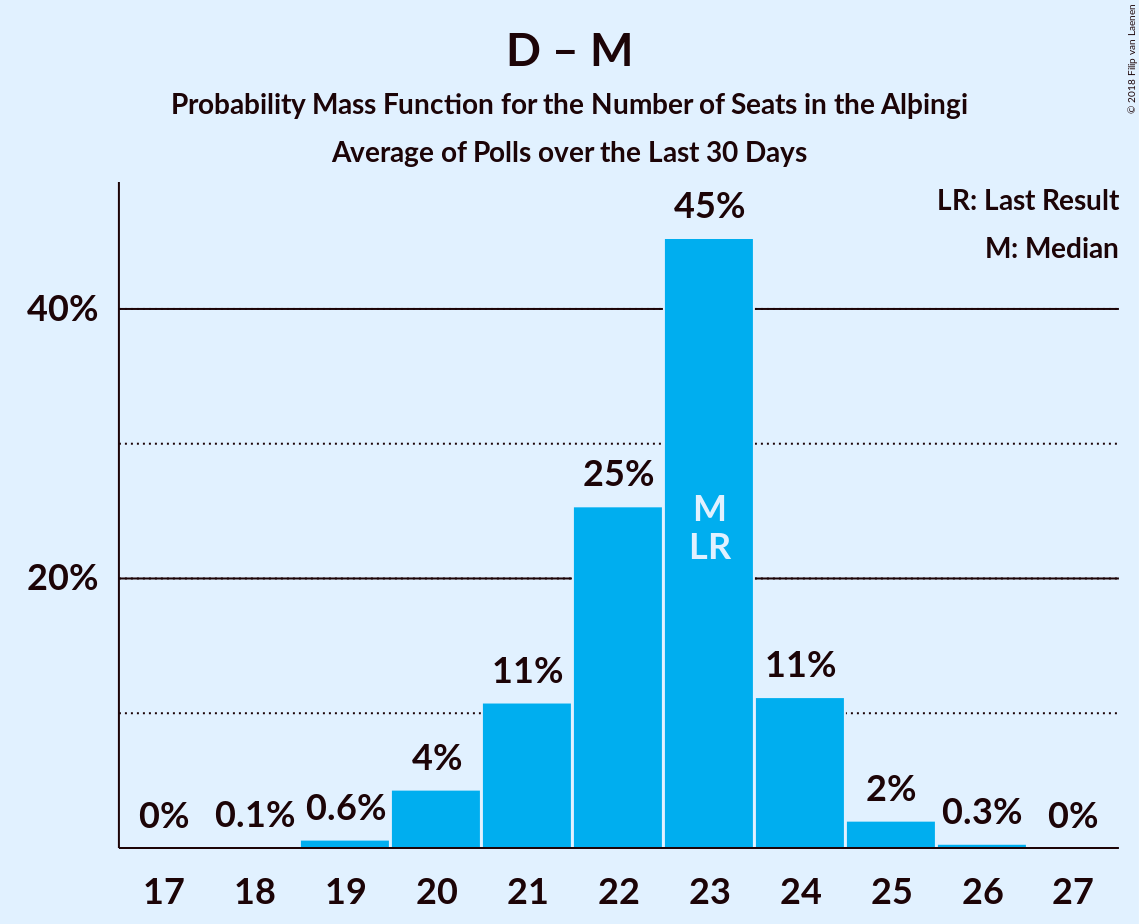 D – M
Probability Mass Function for the Number of Seats in the Alþingi
Average of Polls over the Last 30 Days
© 2018 Filip van Laenen
LR: Last Result
M: Median
40%
20%
0%
0.1%
0.6%
4%
11%
25%
45%
M
LR
11%
2%
0.3%
0%
17 18 19 20 21 22 23 24 25 26 27